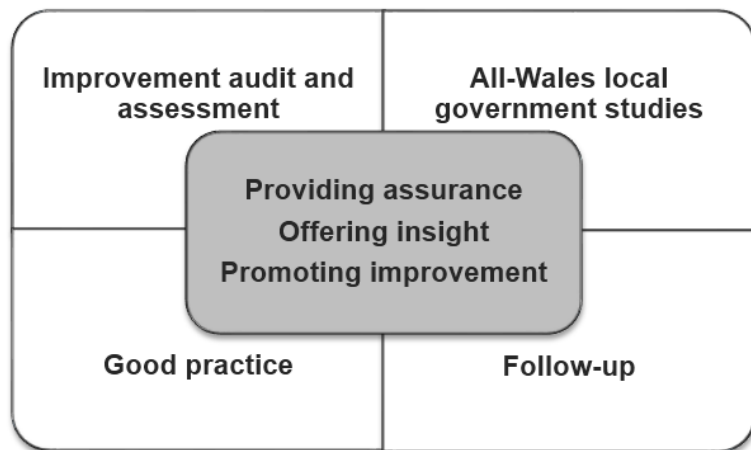 Improvement audit and
assessment
All-Wales local
government studies
Providing assurance
Offering insight
Promoting improvement
Good practice
Follow-up